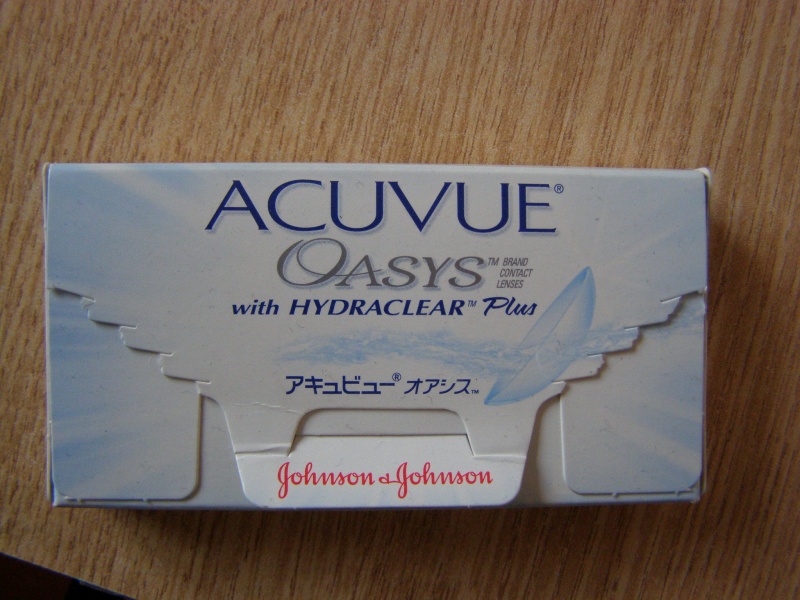 ACUVUE®
OASYS™ BRAND
CONTACT
LENSES
with HYDRACLEAR™ Plus
アキュビュー® オアシス™
Johnson & Johnson